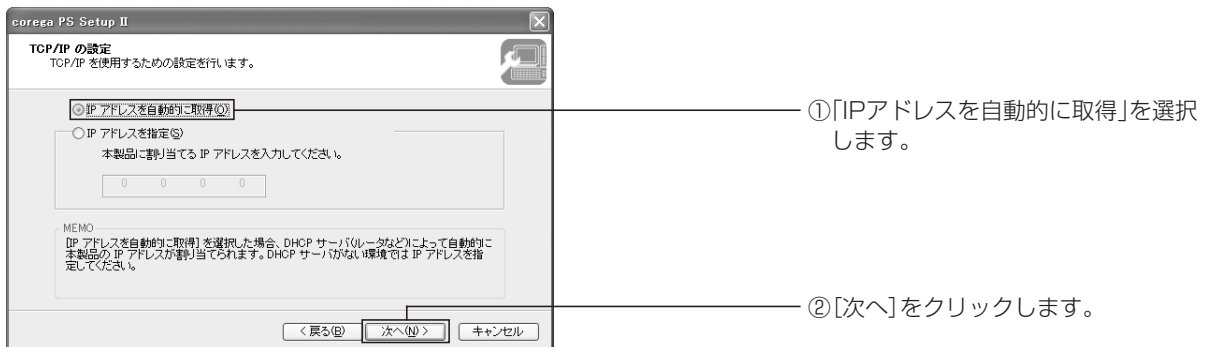 corega PS Setup II
TCP/IP の設定
TCP/IP を使用するための設定を行います。
IP アドレスを自動的に取得(O)
①「IPアドレスを自動的に取得」を選択
します。
IP アドレスを指定(S)
本製品に割り当てる IP アドレスを入力してください。
0 0 0 0
MEMO
[IP アドレスを自動的に取得] を選択した場合、DHCP サーバ(ルータなど)によって自動的に
本製品の IP アドレスが割り当てられます。DHCP サーバがない環境では IP アドレスを指
定してください。
②[次へ]をクリックします。
< 戻る(B)
次へ(N) >
キャンセル